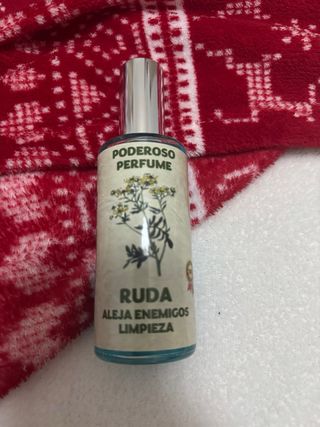 PODEROSO
PERFUME
RUDA
ALEJA ENEMIGOS
LIMPIEZA